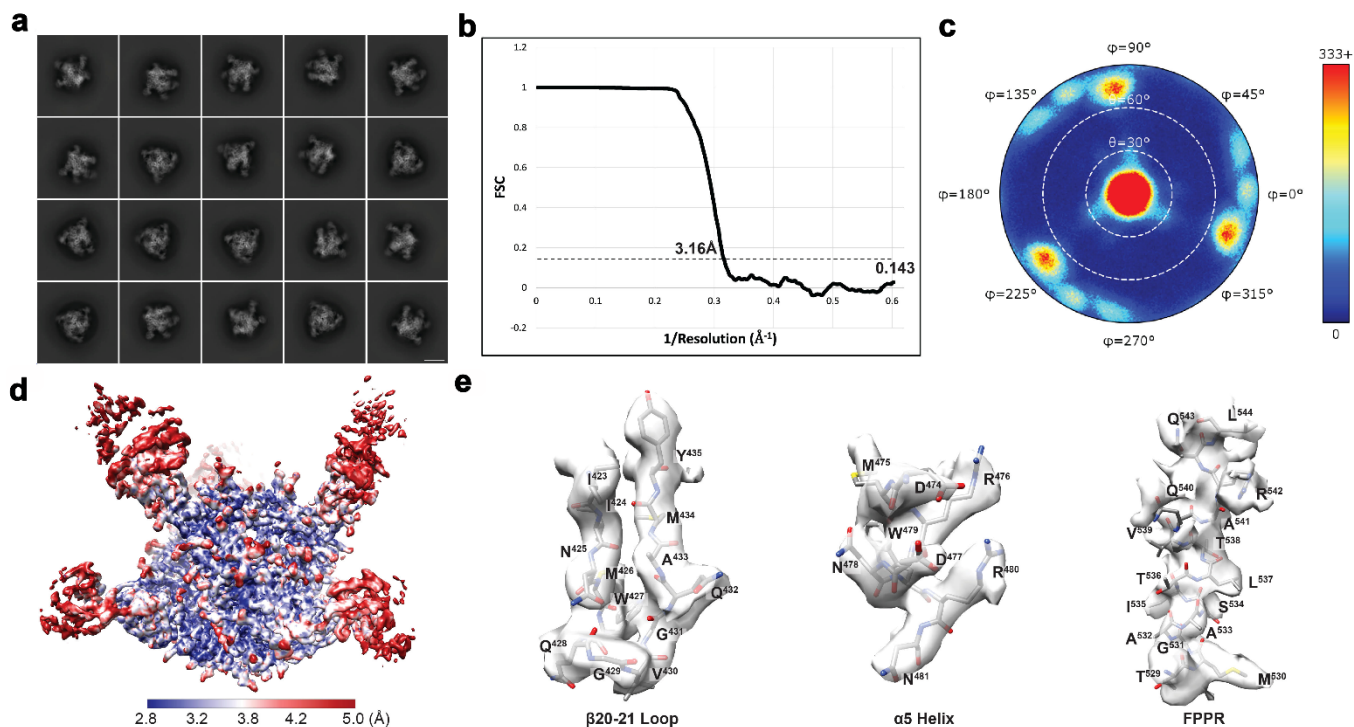 a
b
1.2
1
0.8
0.6
0.4
0.2
0
-0.2
FSC
3.16Å
0.143
0 0.1 0.2 0.3 0.4 0.5 0.6
1/Resolution (Å⁻¹)
c
φ=90°
φ=135°
φ=45°
θ=60°
θ=30°
φ=180°
φ=0°
φ=225°
φ=315°
φ=270°
333+
0
d
2.8 3.2 3.8 4.2 5.0 (Å)
e
Y⁴³⁵
I⁴²³
I⁴²⁴
M⁴³⁴
N⁴²⁵
A⁴³³
M⁴²⁶
W⁴²⁷
Q⁴³²
G⁴³¹
Q⁴²⁸
G⁴²⁹
V⁴³⁰
β20-21 Loop
M⁴⁷⁵
D⁴⁷⁴
R⁴⁷⁶
W⁴⁷⁹
N⁴⁷⁸
D⁴⁷⁷
R⁴⁸⁰
N⁴⁸¹
α5 Helix
Q⁵⁴³
L⁵⁴⁴
Q⁵⁴⁰
R⁵⁴²
V⁵³⁹
A⁵⁴¹
T⁵³⁸
T⁵³⁶
L⁵³⁷
I⁵³⁵
S⁵³⁴
A⁵³²
A⁵³³
G⁵³¹
T⁵²⁹
M⁵³⁰
FPPR